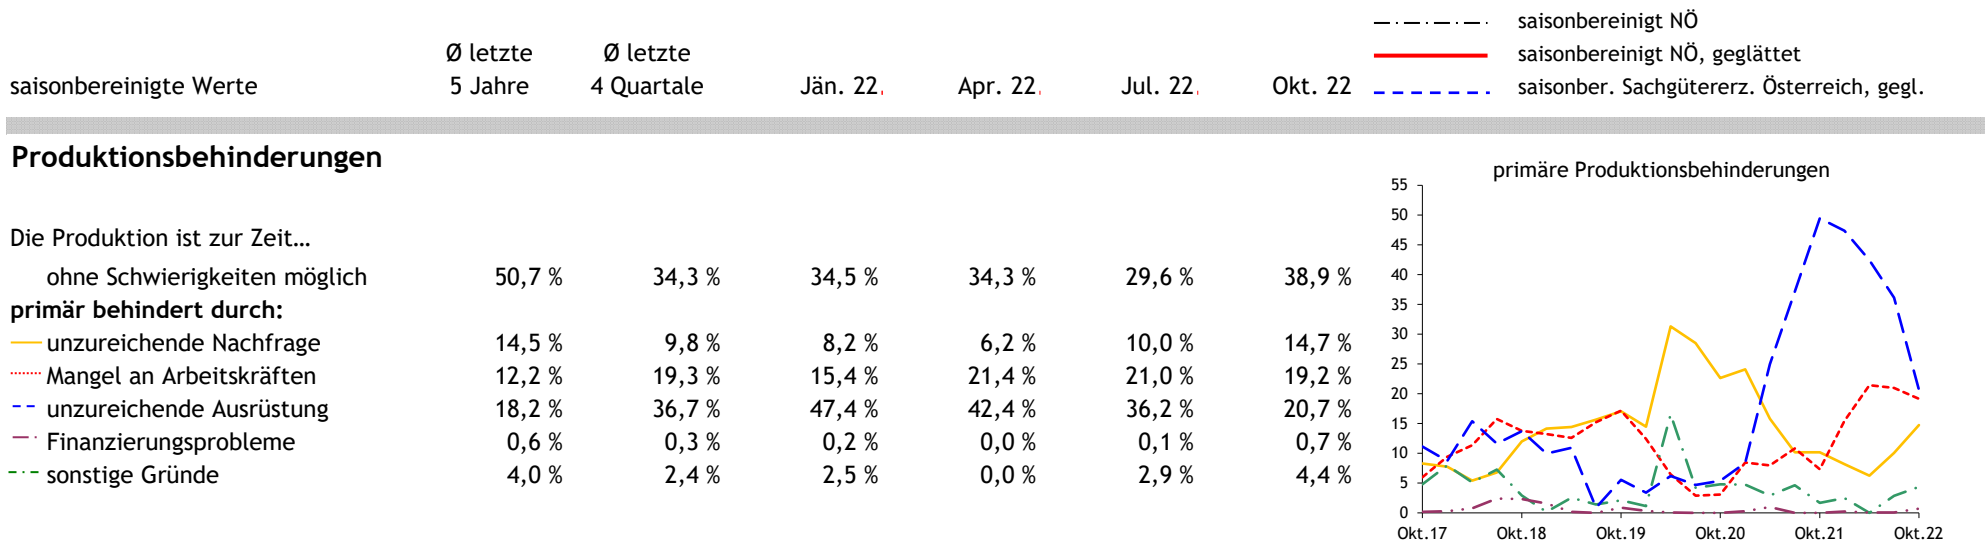 saisonbereinigt NÖ
Ø letzte Ø letzte saisonbereinigt NÖ, geglättet
saisonbereinigte Werte 5 Jahre 4 Quartale Jän. 22 Apr. 22 Jul. 22 Okt. 22 saisonber. Sachgütererz. Österreich, gegl.
Produktionsbehinderungen
primäre Produktionsbehinderungen
Die Produktion ist zur Zeit…
ohne Schwierigkeiten möglich 50,7 % 34,3 % 34,5 % 34,3 % 29,6 % 38,9 %
primär behindert durch:
unzureichende Nachfrage 14,5 % 9,8 % 8,2 % 6,2 % 10,0 % 14,7 %
Mangel an Arbeitskräften 12,2 % 19,3 % 15,4 % 21,4 % 21,0 % 19,2 %
unzureichende Ausrüstung 18,2 % 36,7 % 47,4 % 42,4 % 36,2 % 20,7 %
Finanzierungsprobleme 0,6 % 0,3 % 0,2 % 0,0 % 0,1 % 0,7 %
sonstige Gründe 4,0 % 2,4 % 2,5 % 0,0 % 2,9 % 4,4 %
55
50
45
40
35
30
25
20
15
10
5
0
Okt.17 Okt.18 Okt.19 Okt.20 Okt.21 Okt.22